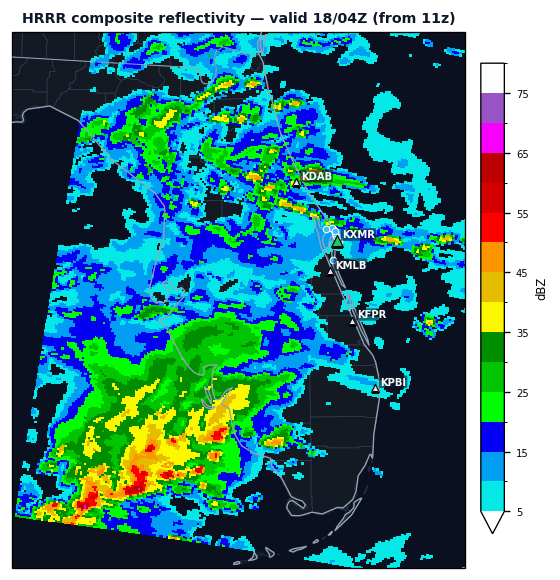 HRRR composite reflectivity — valid 18/04Z (from 11z)
KDAB
KXMR
KMLB
KFPR
KPBI
75
65
55
45
35
25
15
5
dBZ